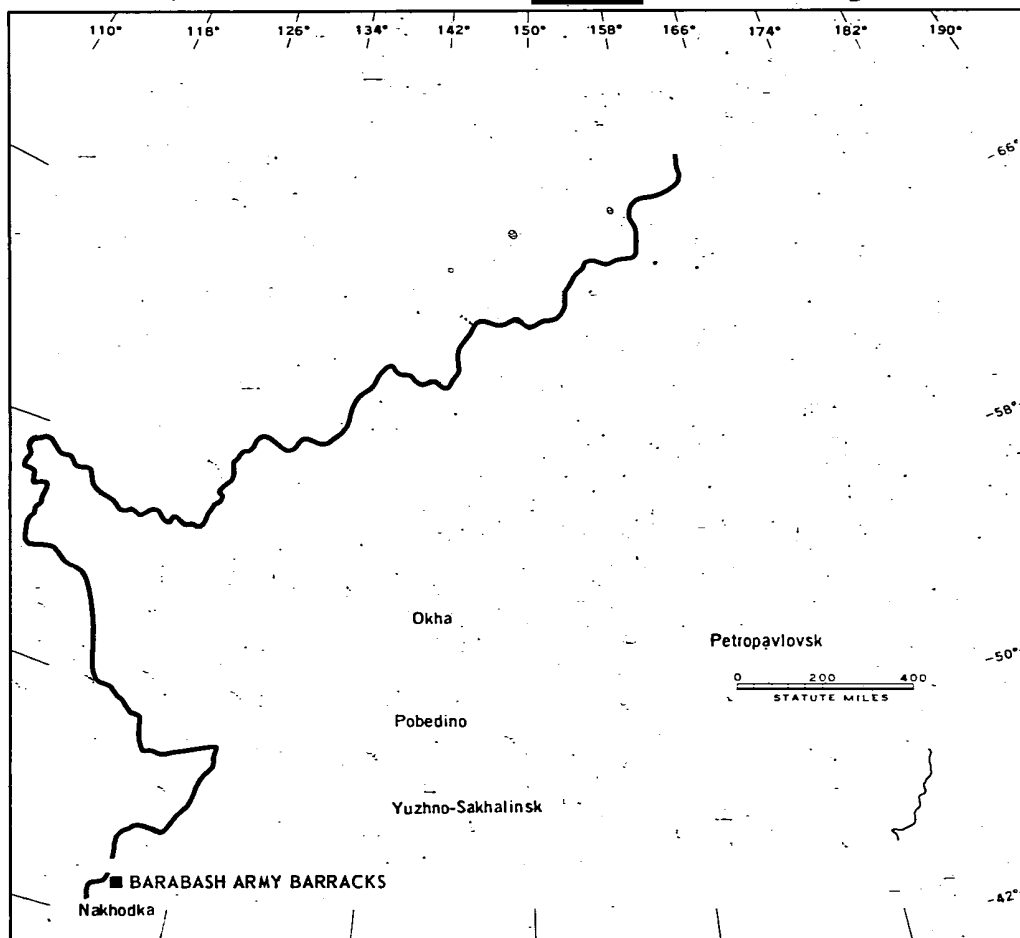 110° 118° 126° 134° 142° 150° 158° 166° 174° 182° 190°
66°
58°
Okha
Petropavlovsk
50°
0 200 400
STATUTE MILES
Pobedino
Yuzhno-Sakhalinsk
BARABASH ARMY BARRACKS
42°
Nakhodka